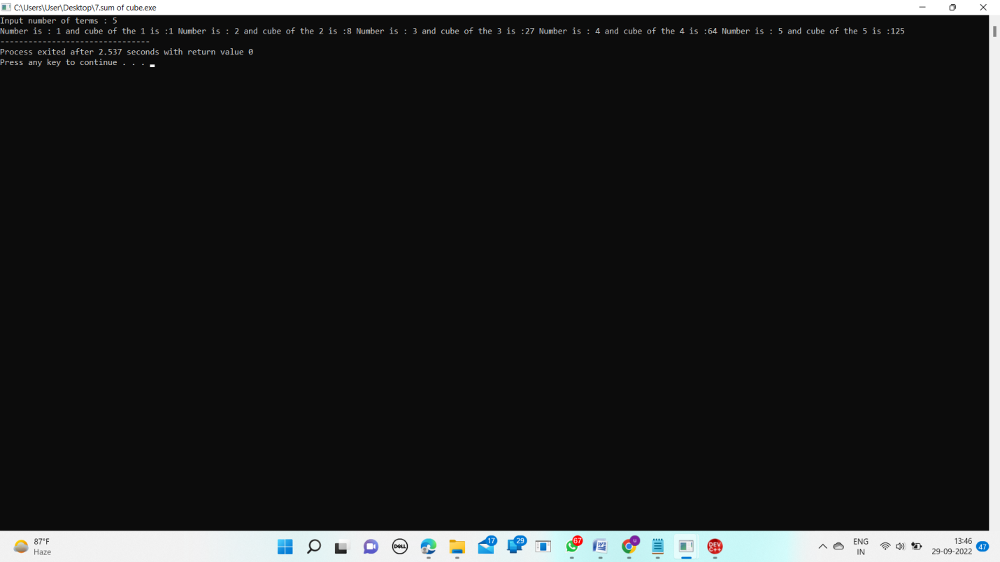 C:\Users\User\Desktop\7.sum of cube.exe
Input number of terms : 5
Number is : 1 and cube of the 1 is :1 Number is : 2 and cube of the 2 is :8 Number is : 3 and cube of the 3 is :27 Number is : 4 and cube of the 4 is :64 Number is : 5 and cube of the 5 is :125
--------------------------------
Process exited after 2.537 seconds with return value 0
Press any key to continue . . .
87°F
Haze
DELL
17
29
67
W
u
DEV
C++
ENG
IN
13:46
29-09-2022
47